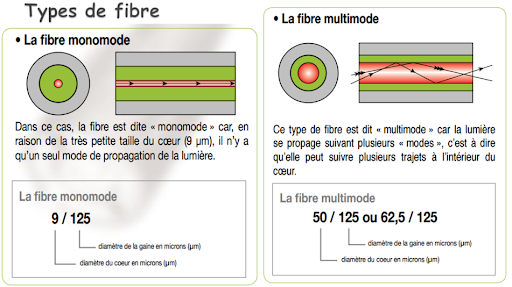 Types de fibre
• La fibre monomode
Dans ce cas, la fibre est dite « monomode » car, en
raison de la très petite taille du cœur (9 µm), il n'y a
qu'un seul mode de propagation de la lumière.
La fibre monomode
9 / 125
diamètre de la gaine en microns (µm)
diamètre du coeur en microns (µm)
• La fibre multimode
Ce type de fibre est dit « multimode » car la lumière
se propage suivant plusieurs « modes », c'est à dire
qu'elle peut suivre plusieurs trajets à l'intérieur du
cœur.
La fibre multimode
50 / 125 ou 62,5 / 125
diamètre de la gaine en microns (µm)
diamètre du coeur en microns (µm)